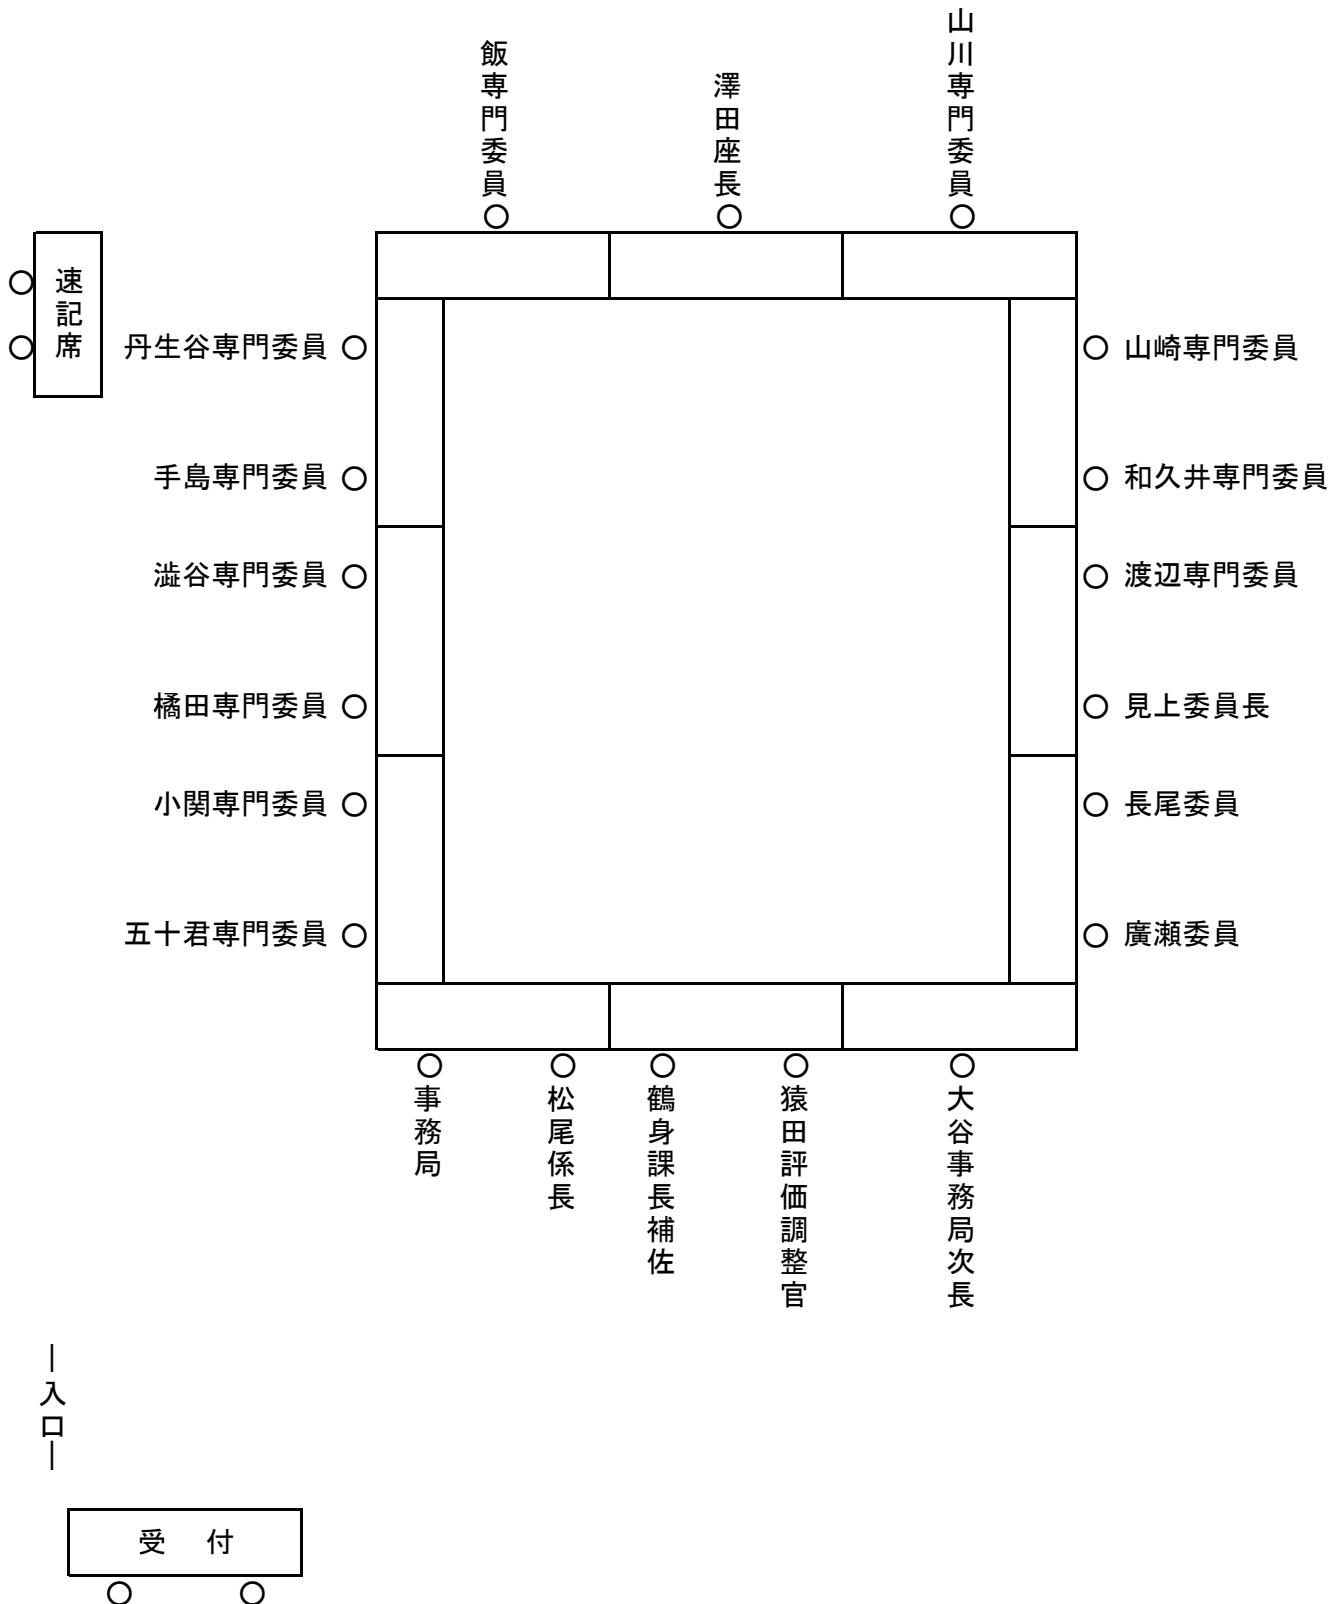 飯専門委員
澤田座長
山川専門委員
速記席
丹生谷専門委員
山崎専門委員
手島専門委員
和久井専門委員
澁谷専門委員
渡辺専門委員
橘田専門委員
見上委員長
小関専門委員
長尾委員
五十君専門委員
廣瀬委員
事務局
松尾係長
鶴身課長補佐
猿田評価調整官
大谷事務局次長
入口
受　付